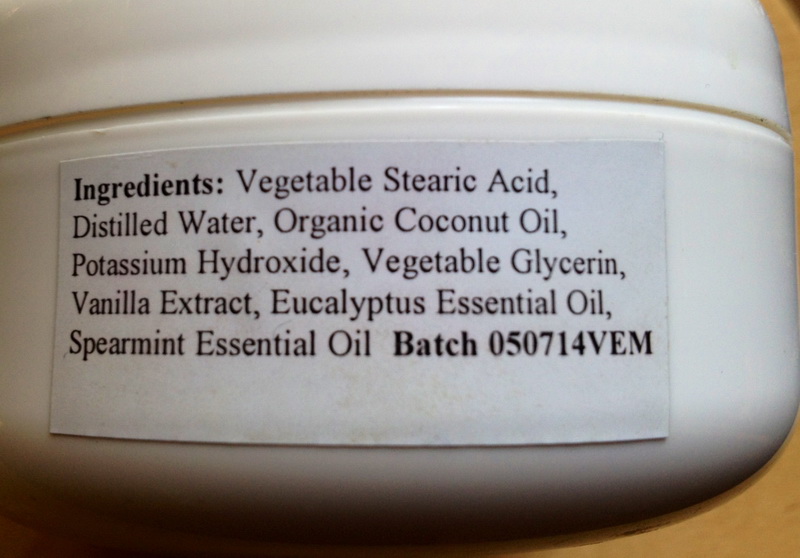 Ingredients: Vegetable Stearic Acid,
Distilled Water, Organic Coconut Oil,
Potassium Hydroxide, Vegetable Glycerin,
Vanilla Extract, Eucalyptus Essential Oil,
Spearmint Essential Oil Batch 050714VEM